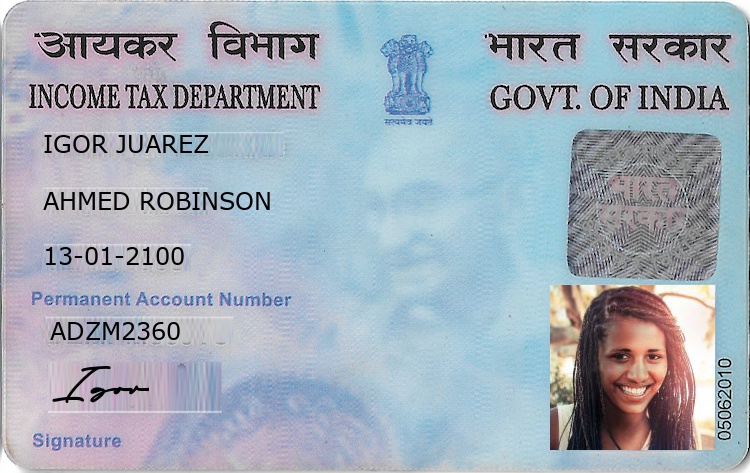 आयकर विभाग भारत सरकार
INCOME TAX DEPARTMENT GOVT. OF INDIA
सत्यमेव जयते
IGOR JUAREZ
भारत सरकार
AHMED ROBINSON
13-01-2100
Permanent Account Number
ADZM2360
Igor
Signature
05062010